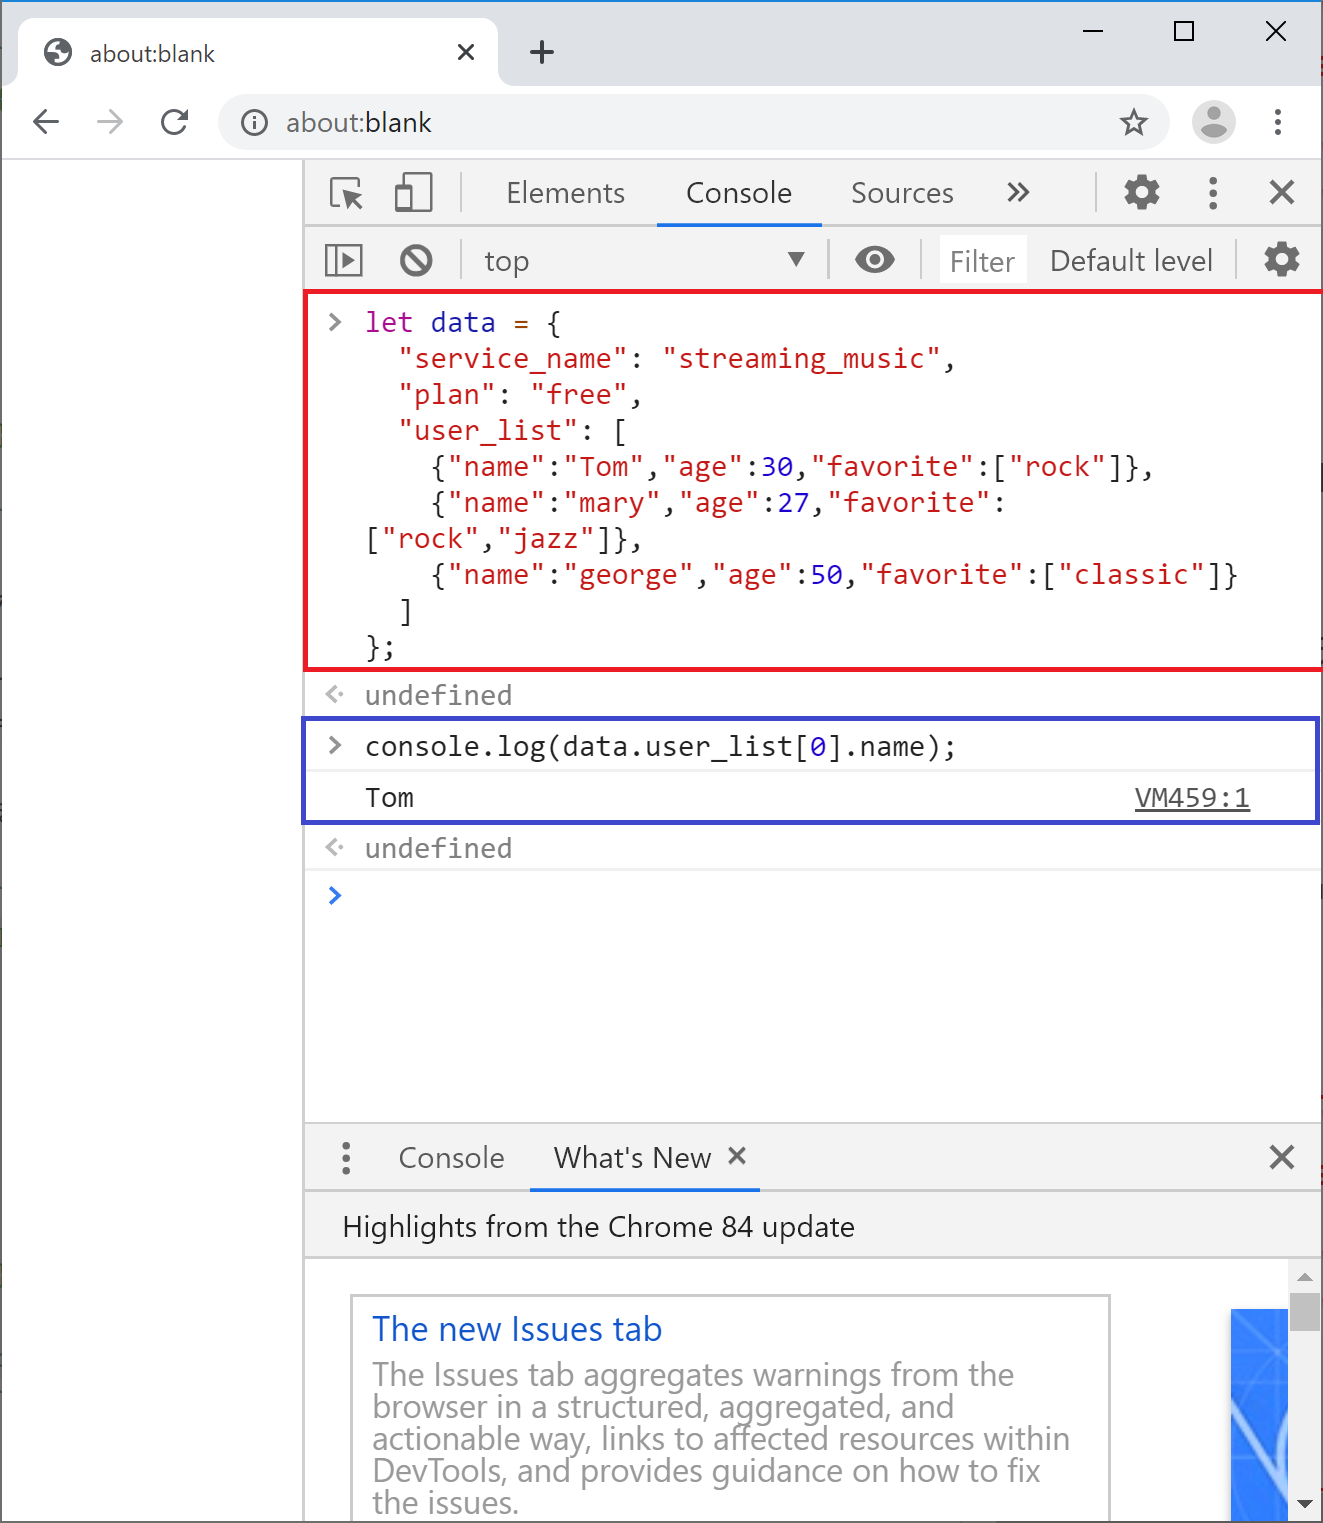 about:blank
about:blank
Elements Console Sources
top Filter Default level
let data = {
"service_name": "streaming_music",
"plan": "free",
"user_list": [
{"name":"Tom","age":30,"favorite":["rock"]},
{"name":"mary","age":27,"favorite":
["rock","jazz"]},
{"name":"george","age":50,"favorite":["classic"]}
]
};
undefined
console.log(data.user_list[0].name);
Tom VM459:1
undefined
Console What's New
Highlights from the Chrome 84 update
The new Issues tab
The Issues tab aggregates warnings from the
browser in a structured, aggregated, and
actionable way, links to affected resources within
DevTools, and provides guidance on how to fix
the issues.